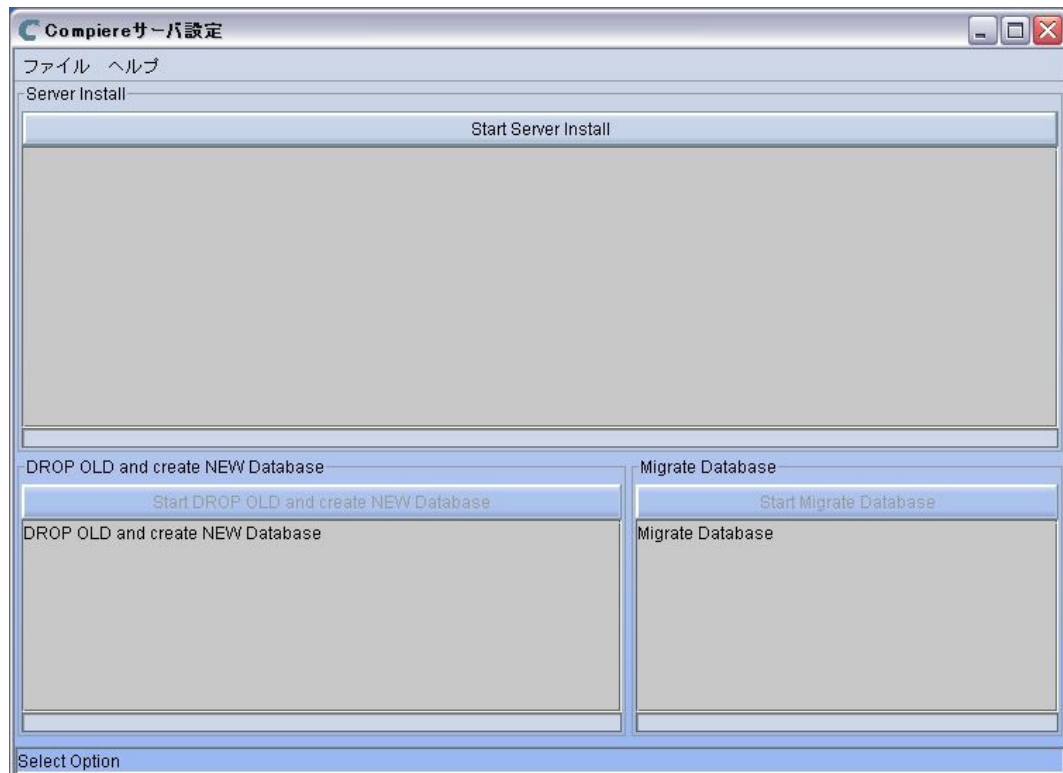 Compiereサーバ設定
ファイル ヘルプ
Server Install
Start Server Install
DROP OLD and create NEW Database
Start DROP OLD and create NEW Database
DROP OLD and create NEW Database
Migrate Database
Start Migrate Database
Migrate Database
Select Option